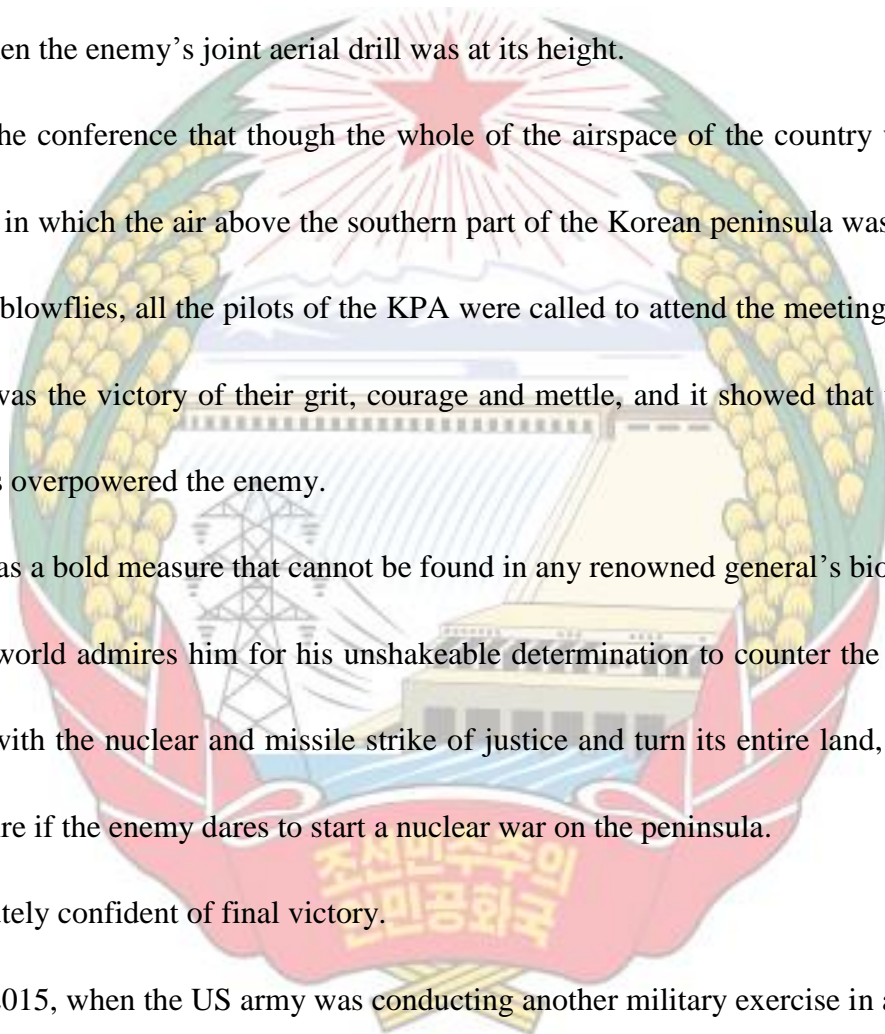 en the enemy's joint aerial drill was at its height.
he conference that though the whole of the airspace of the country
in which the air above the southern part of the Korean peninsula was
blowflies, all the pilots of the KPA were called to attend the meeting
was the victory of their grit, courage and mettle, and it showed that
s overpowered the enemy.
as a bold measure that cannot be found in any renowned general's bio
world admires him for his unshakeable determination to counter the
with the nuclear and missile strike of justice and turn its entire land,
re if the enemy dares to start a nuclear war on the peninsula.
tely confident of final victory.
조선민주주의
인민공화국
2015, when the US army was conducting another military exercise in a